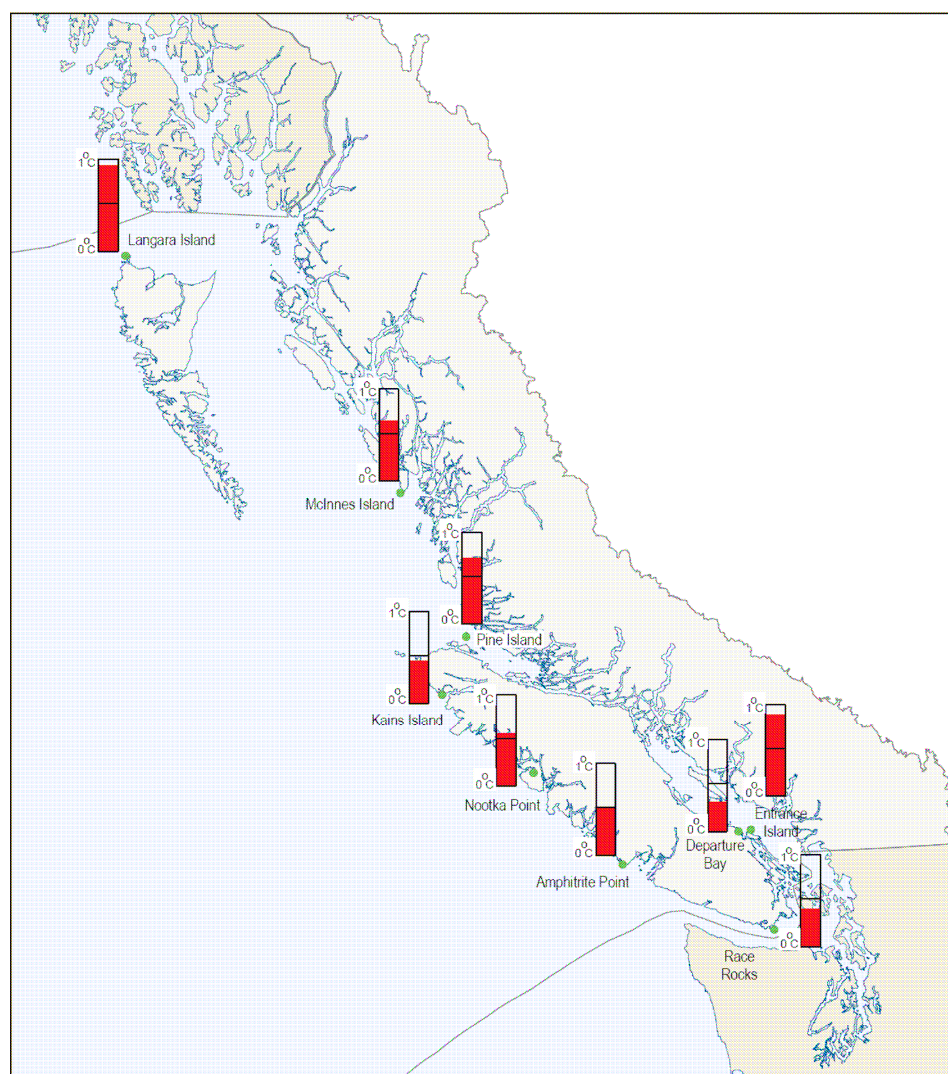 1°C
0°C
Langara Island
1°C
0°C
McInnes Island
1°C
0°C
Pine Island
1°C
0°C
Kains Island
1°C
0°C
Nootka Point
1°C
0°C
Amphitrite Point
1°C
0°C
Departure
Bay
1°C
0°C
Entrance
Island
1°C
0°C
Race
Rocks